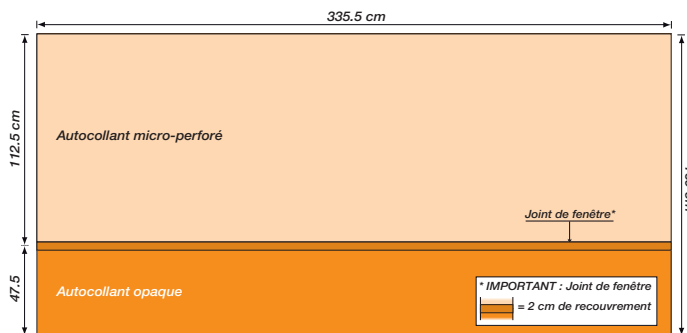 335.5 cm
112.5 cm
Autocollant micro-perforé
Joint de fenêtre*
47.5
Autocollant opaque
* IMPORTANT : Joint de fenêtre
= 2 cm de recouvrement